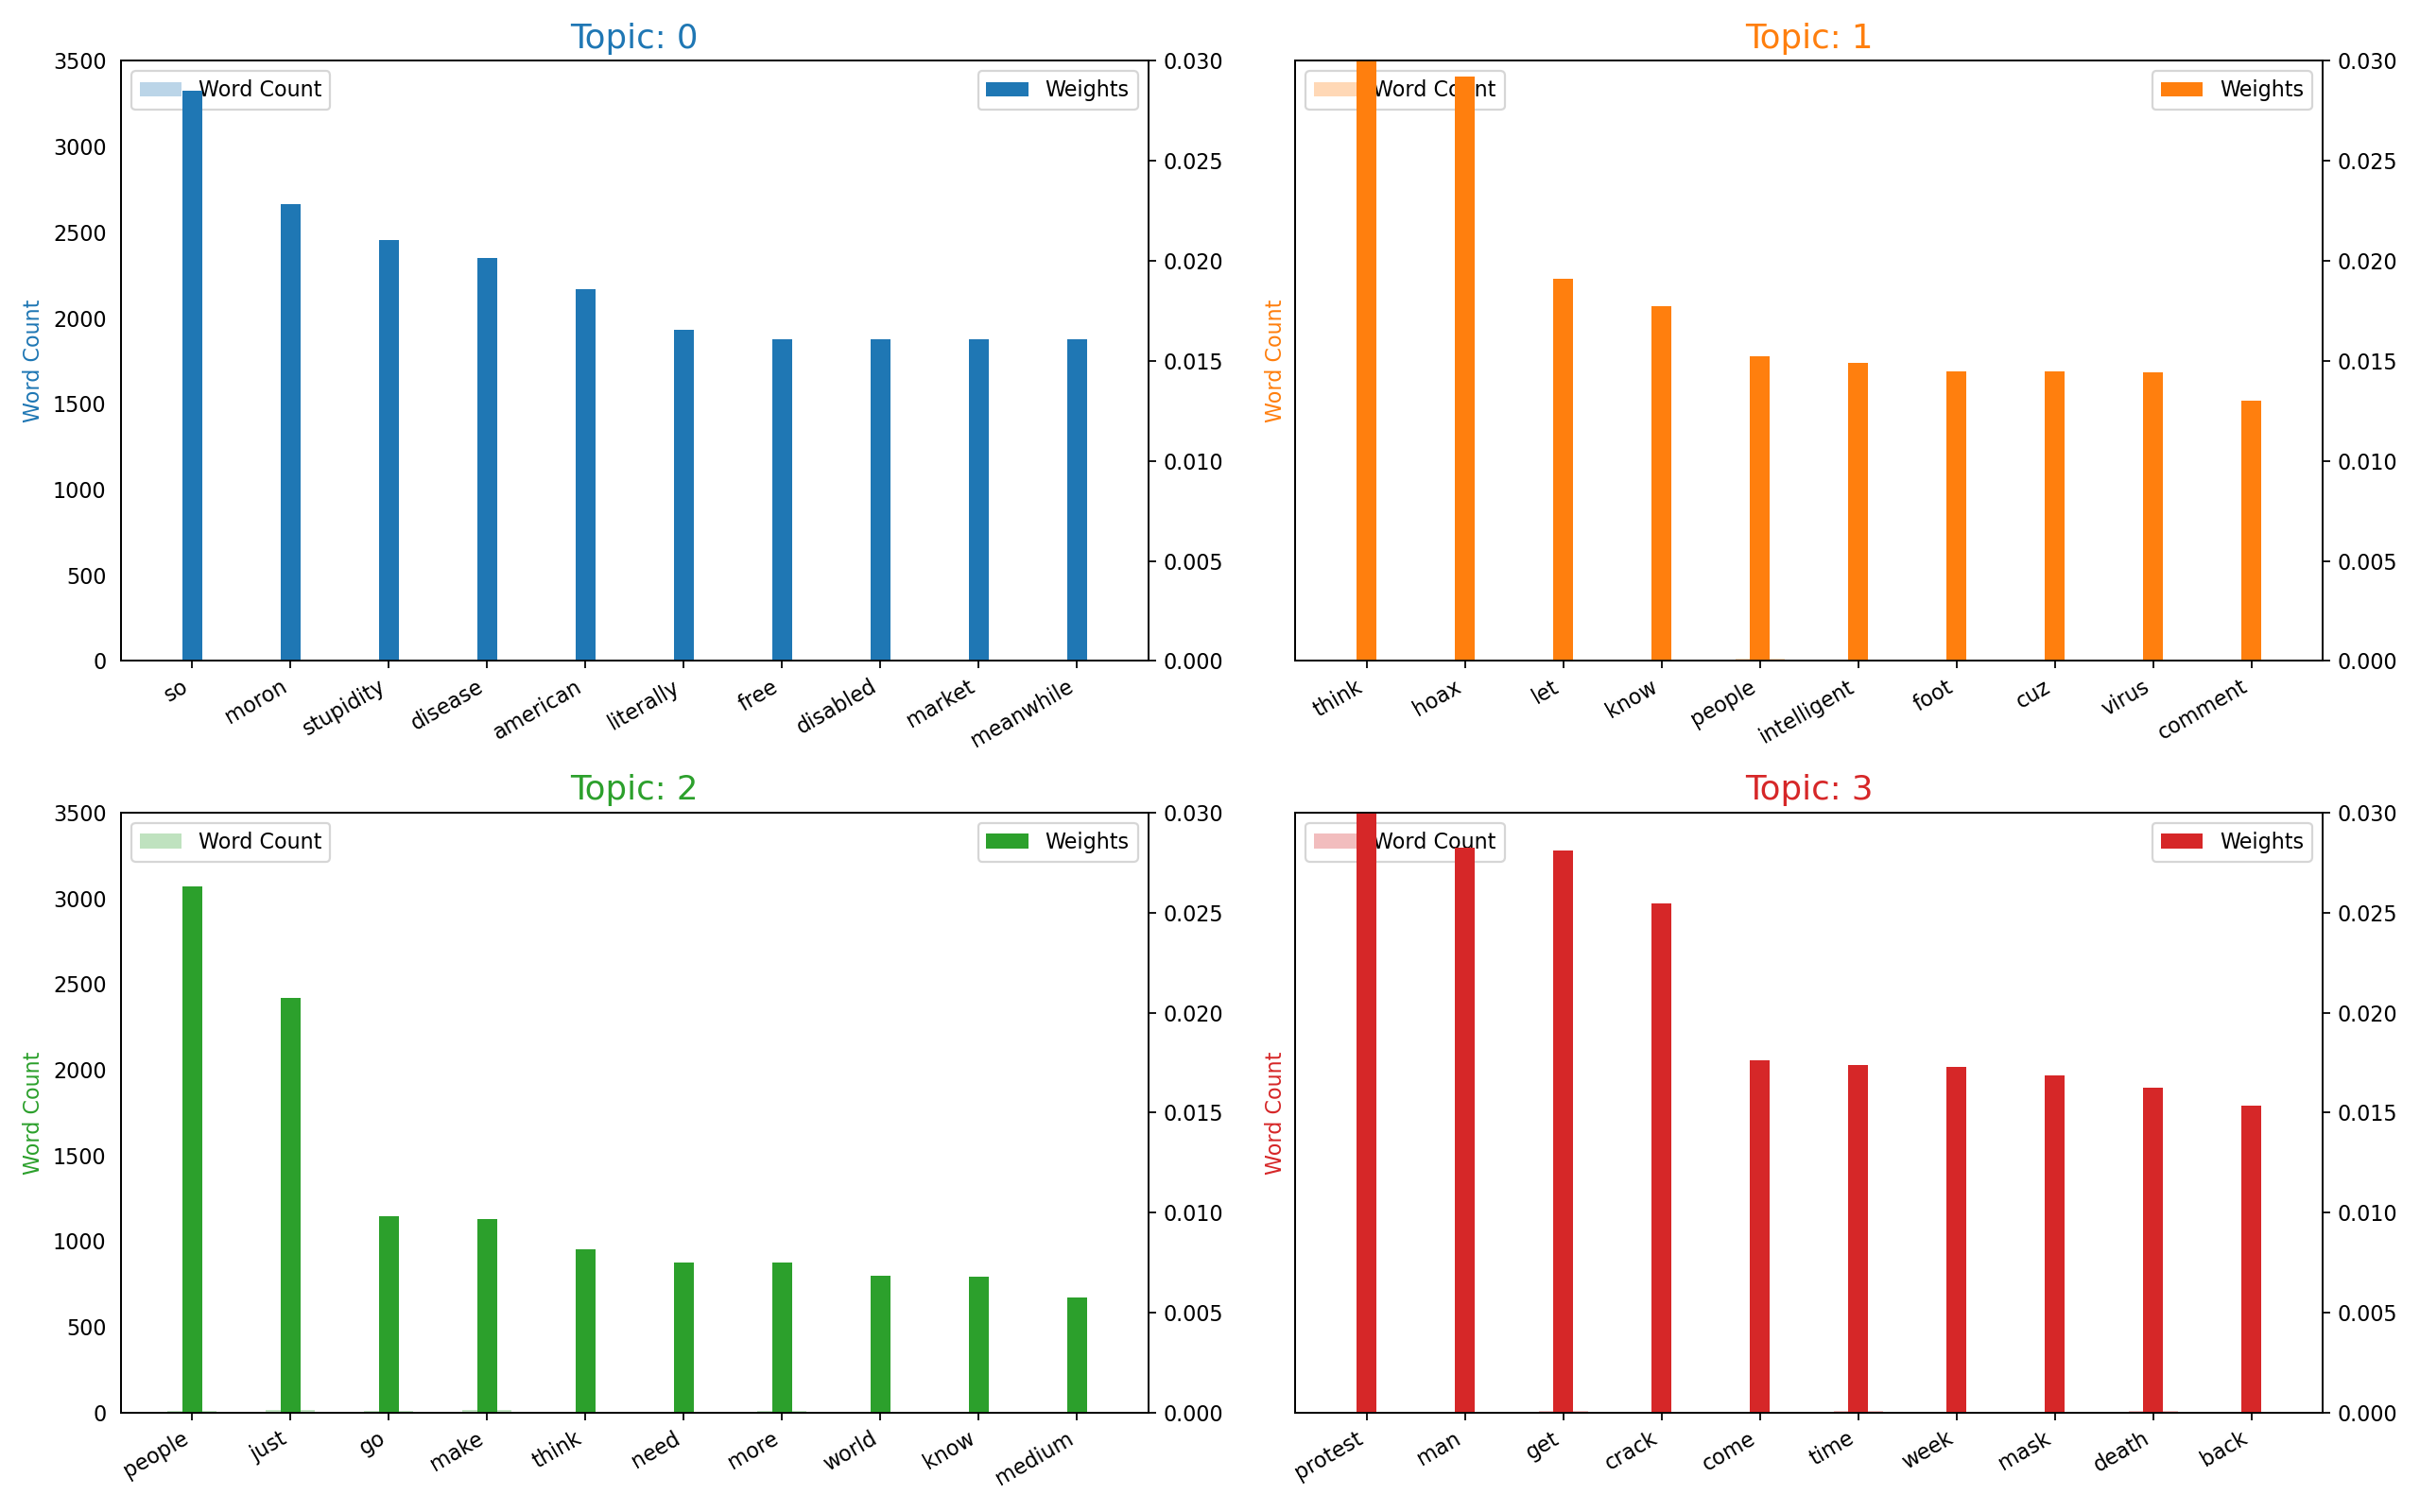 Topic: 0
Word Count
Weights
3500
3000
2500
2000
1500
1000
500
0
Word Count
0.030
0.025
0.020
0.015
0.010
0.005
0.000
so
moron
stupidity
disease
american
literally
free
disabled
market
meanwhile
Topic: 1
Word Count
Weights
Word Count
0.030
0.025
0.020
0.015
0.010
0.005
0.000
think
hoax
let
know
people
intelligent
foot
cuz
virus
comment
Topic: 2
Word Count
Weights
3500
3000
2500
2000
1500
1000
500
0
Word Count
0.030
0.025
0.020
0.015
0.010
0.005
0.000
people
just
go
make
think
need
more
world
know
medium
Topic: 3
Word Count
Weights
Word Count
0.030
0.025
0.020
0.015
0.010
0.005
0.000
protest
man
get
crack
come
time
week
mask
death
back